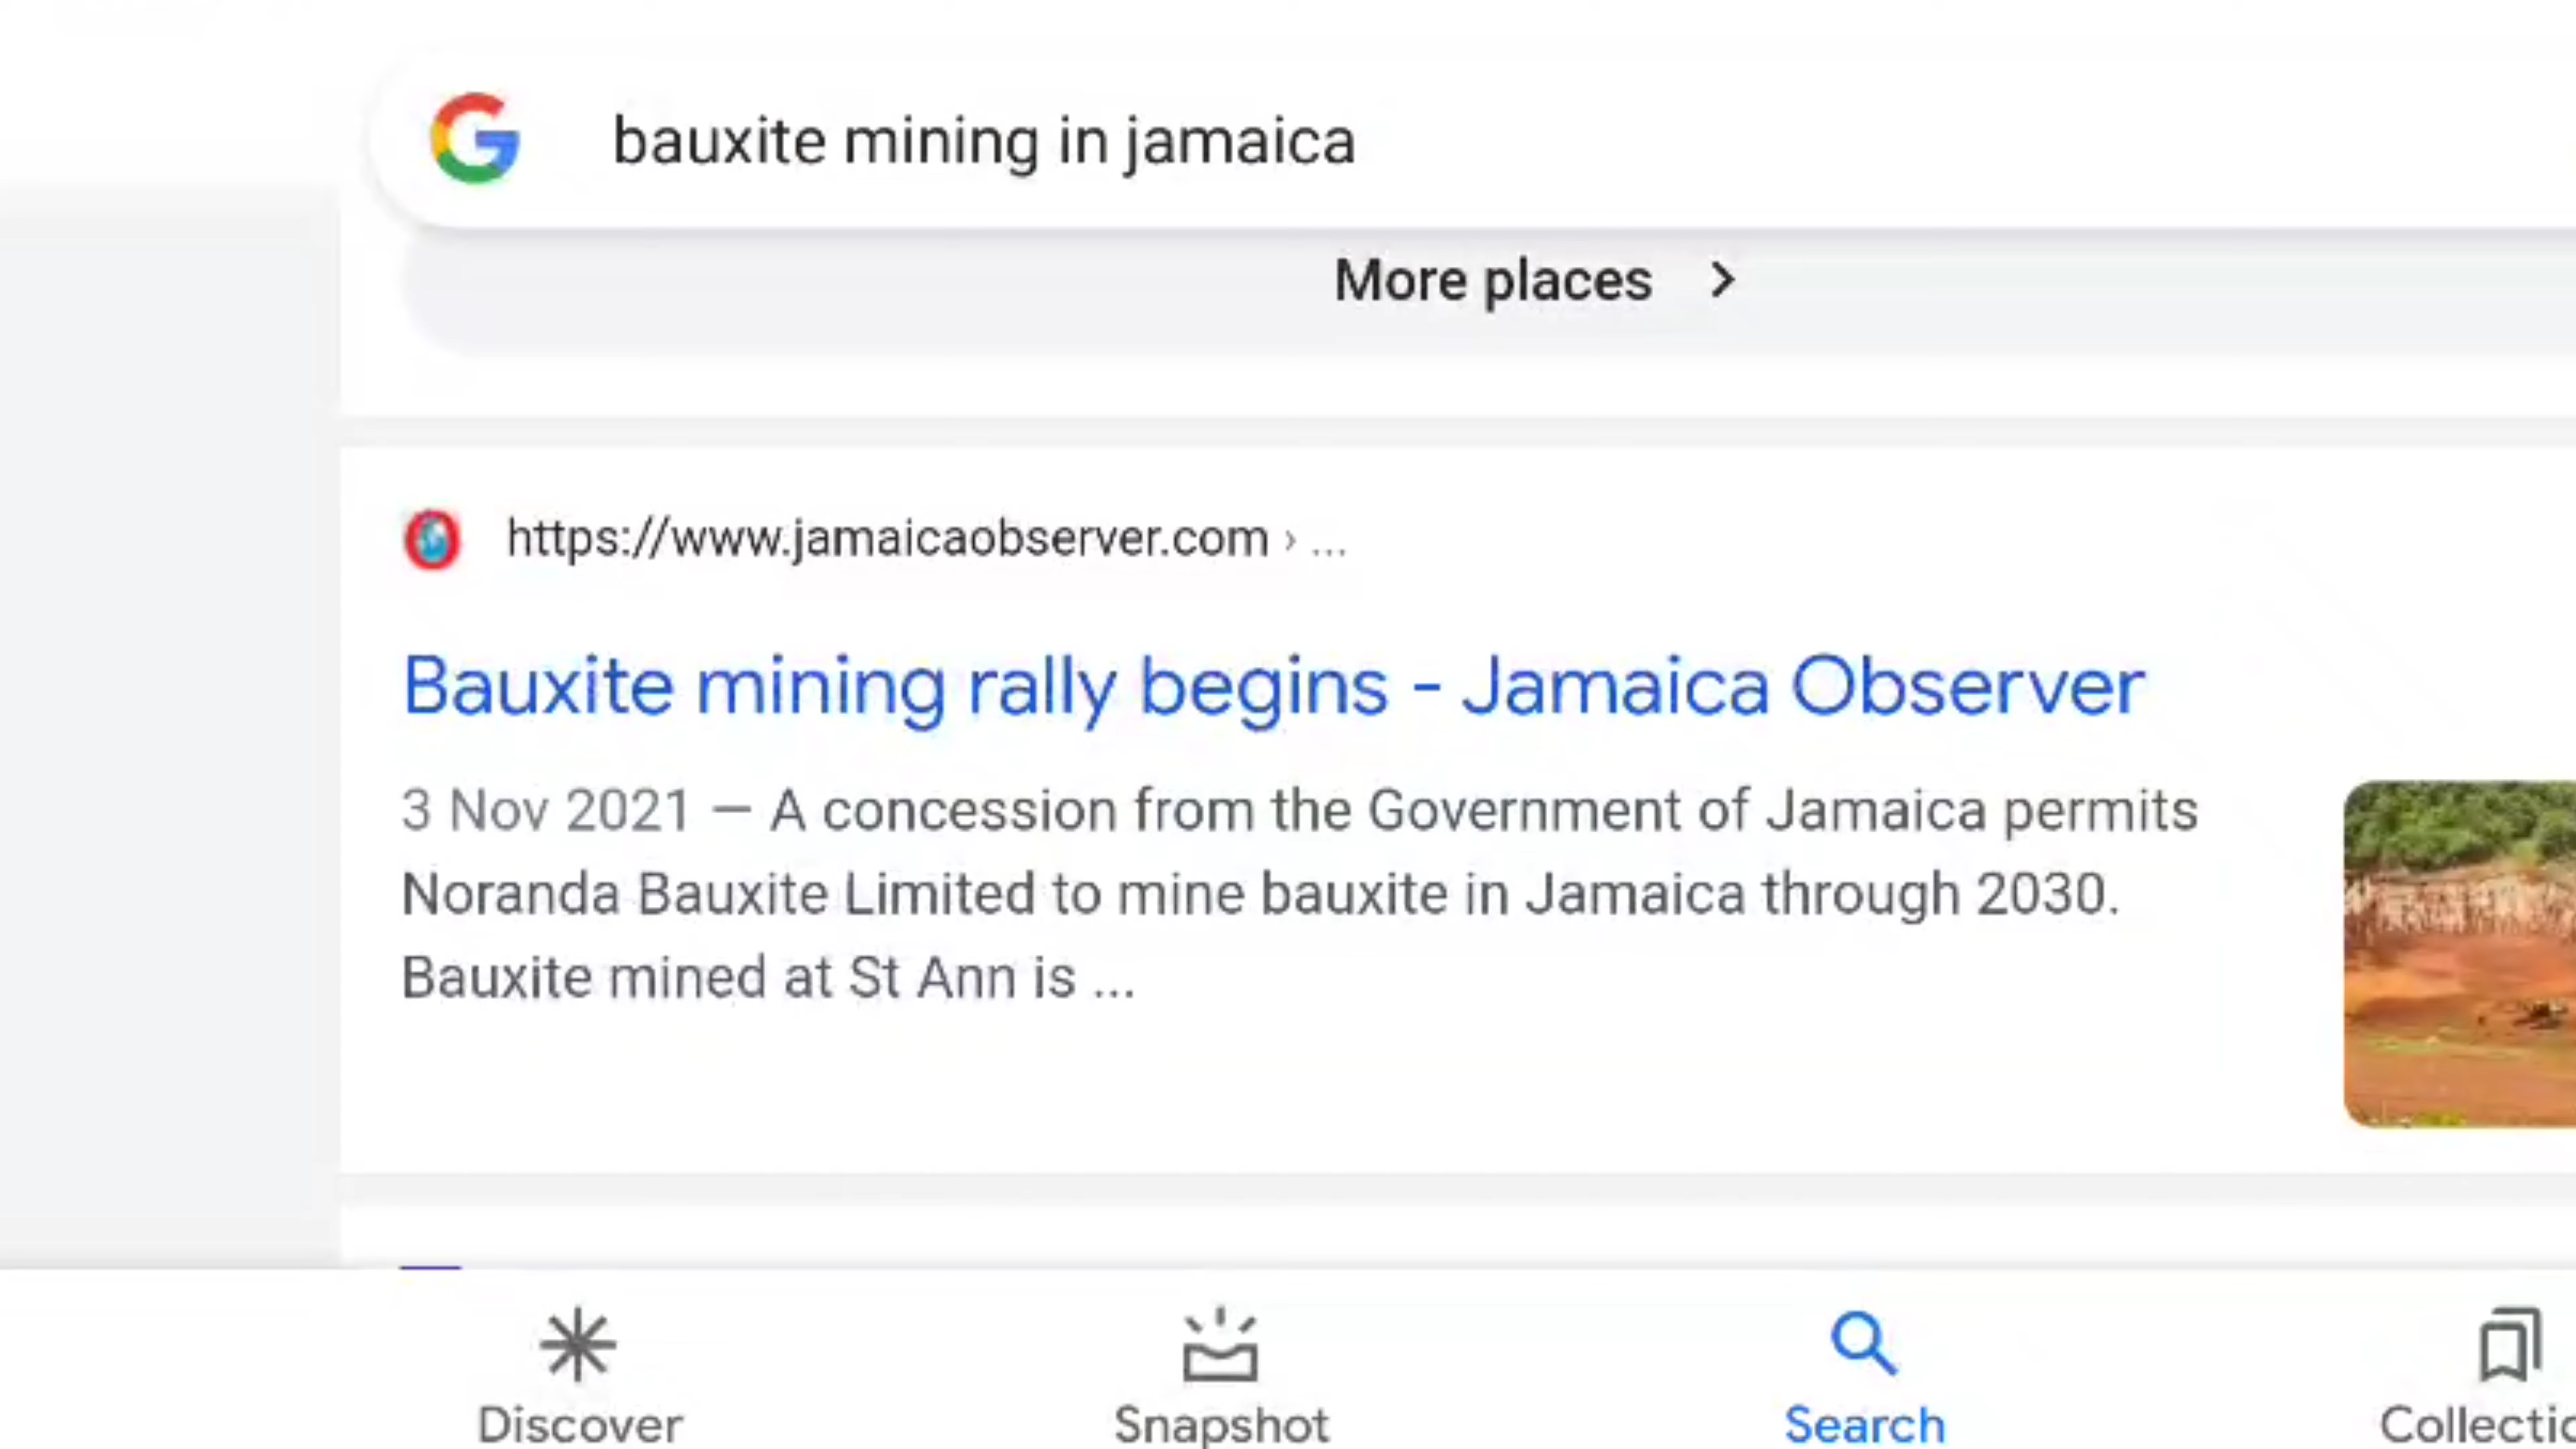 bauxite mining in jamaica
More places
https://www.jamaicaobserver.com › ...
Bauxite mining rally begins - Jamaica Observer
3 Nov 2021 — A concession from the Government of Jamaica permits
Noranda Bauxite Limited to mine bauxite in Jamaica through 2030.
Bauxite mined at St Ann is ...
Discover Snapshot Search Collectio